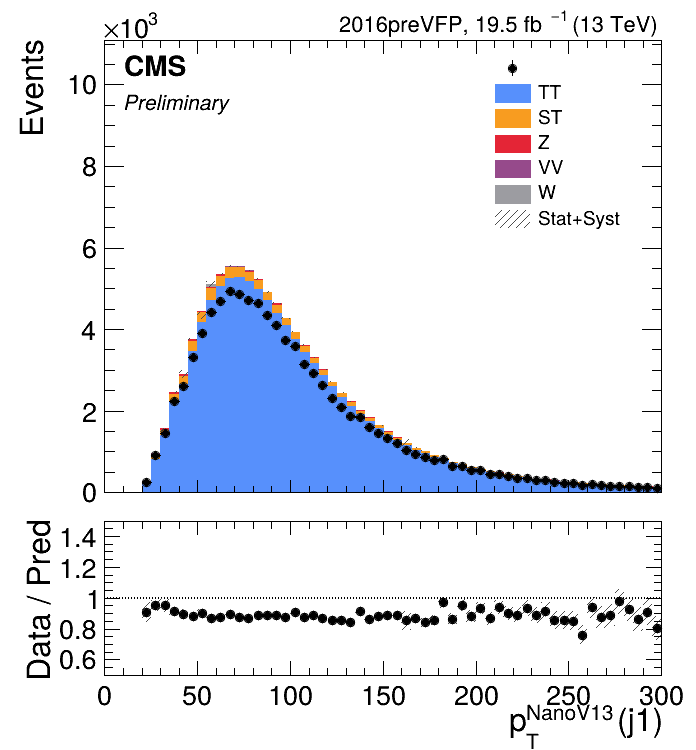 ×10³
2016preVFP, 19.5 fb ⁻¹ (13 TeV)
CMS
Preliminary
Events
10
8
6
4
2
0
TT
ST
Z
VV
W
Stat+Syst
Data / Pred
1.4
1.2
1
0.8
0.6
0 50 100 150 200 250 300
p_T^NanoV13(j1)